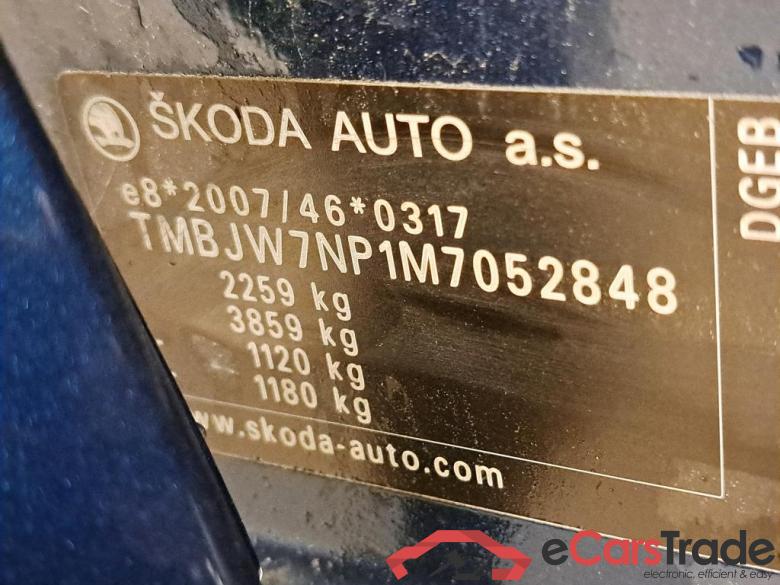 ŠKODA AUTO a.s.
e8*2007/46*0317
TMBJW7NP1M7052848
2259 kg
3859 kg
1120 kg
1180 kg
www.skoda-auto.com
DGEB
eCarsTrade
electronic, efficient & easy